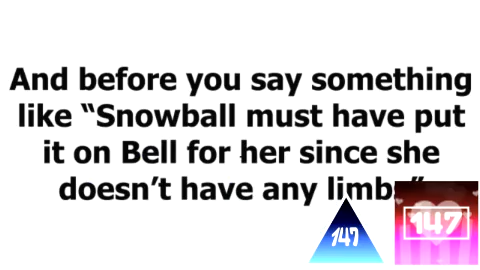 And before you say something
like “Snowball must have put
it on Bell for her since she
doesn’t have any limbs”
147
147